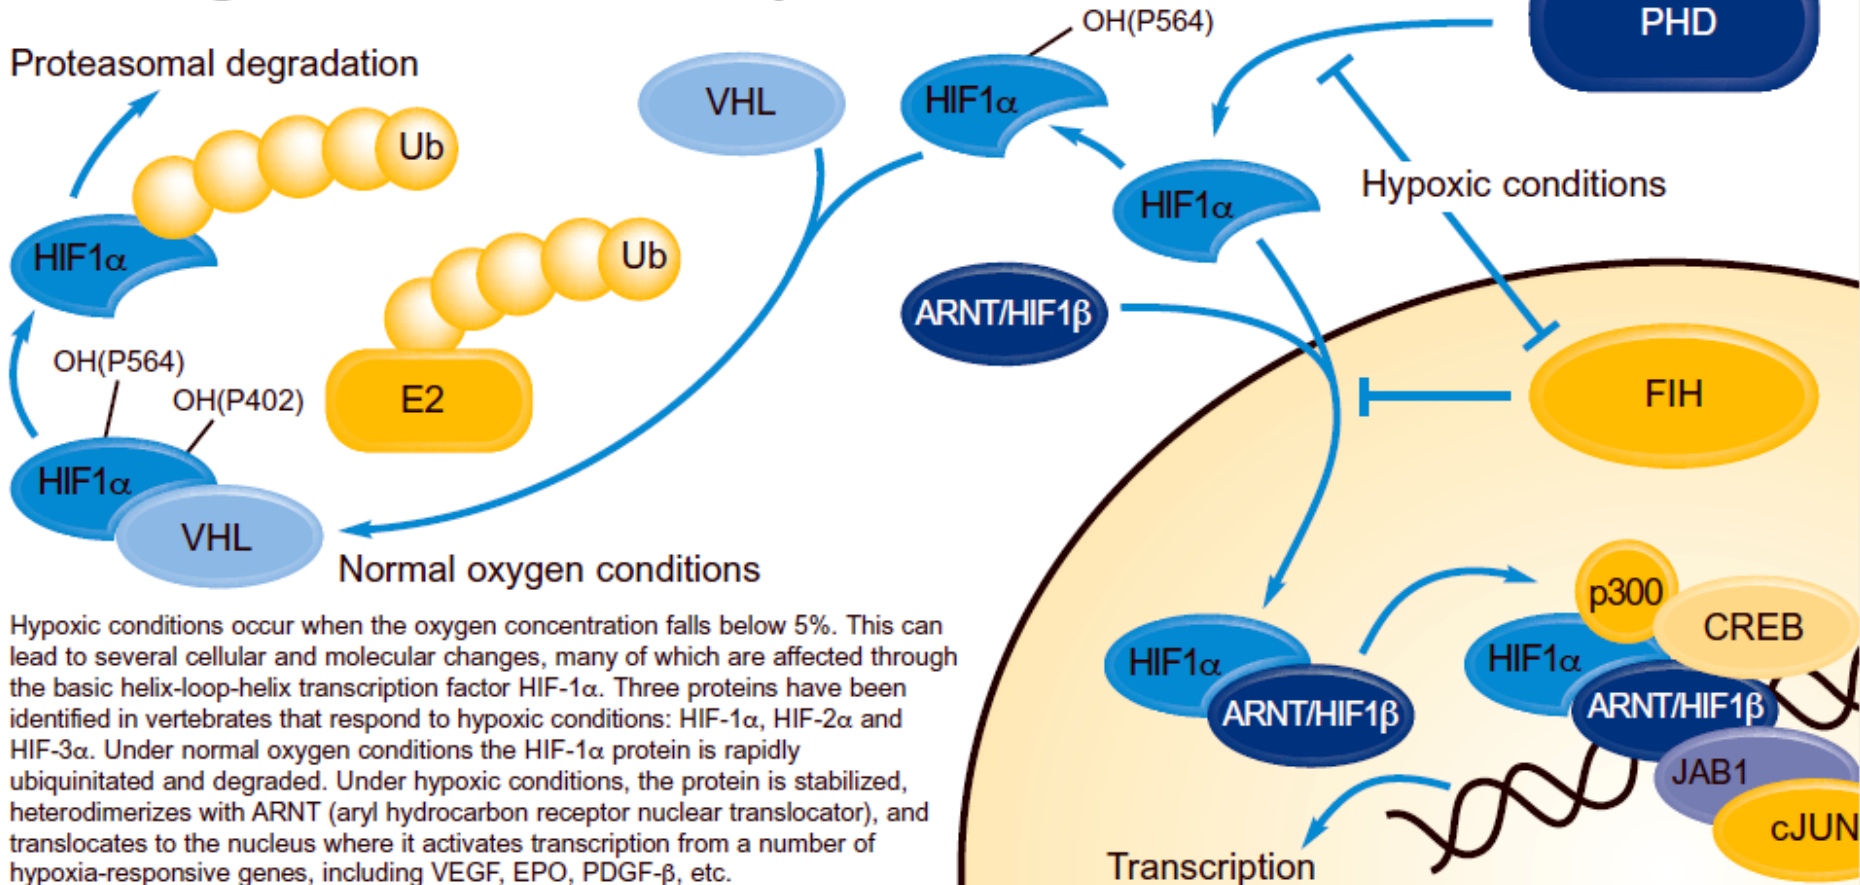 OH(P564)
PHD
Proteasomal degradation
VHL
HIF1α
Ub
Hypoxic conditions
HIF1α
HIF1α
Ub
ARNT/HIF1β
OH(P564)
OH(P402)
E2
FIH
HIF1α
VHL
Normal oxygen conditions
p300
CREB
HIF1α
HIF1α
ARNT/HIF1β
ARNT/HIF1β
JAB1
cJUN
Transcription
Hypoxic conditions occur when the oxygen concentration falls below 5%. This can
lead to several cellular and molecular changes, many of which are affected through
the basic helix-loop-helix transcription factor HIF-1α. Three proteins have been
identified in vertebrates that respond to hypoxic conditions: HIF-1α, HIF-2α and
HIF-3α. Under normal oxygen conditions the HIF-1α protein is rapidly
ubiquinitated and degraded. Under hypoxic conditions, the protein is stabilized,
heterodimerizes with ARNT (aryl hydrocarbon receptor nuclear translocator), and
translocates to the nucleus where it activates transcription from a number of
hypoxia-responsive genes, including VEGF, EPO, PDGF-β, etc.